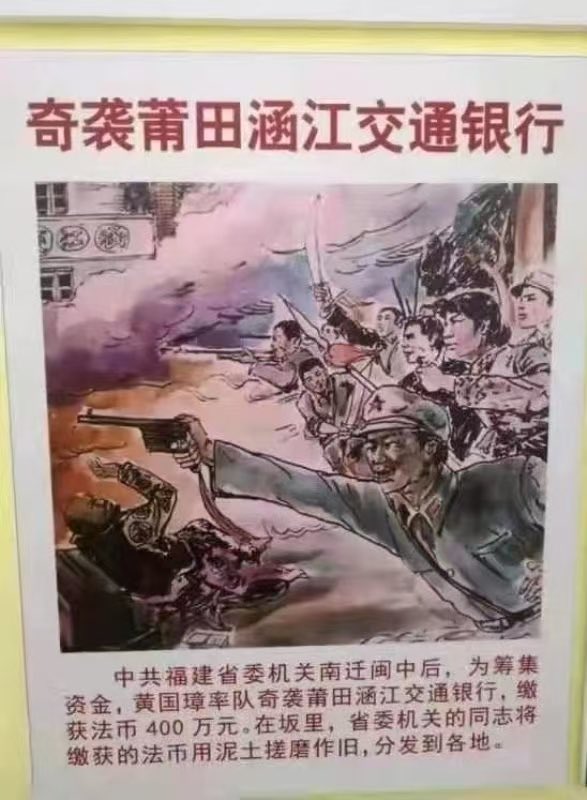 奇袭莆田涵江交通银行
中共福建省委机关南迁闽中后，为筹集
资金，黄国璋率队奇袭莆田涵江交通银行，缴
获法币400万元。在坂里，省委机关的同志将
缴获的法币用泥土搓磨作旧，分发到各地。